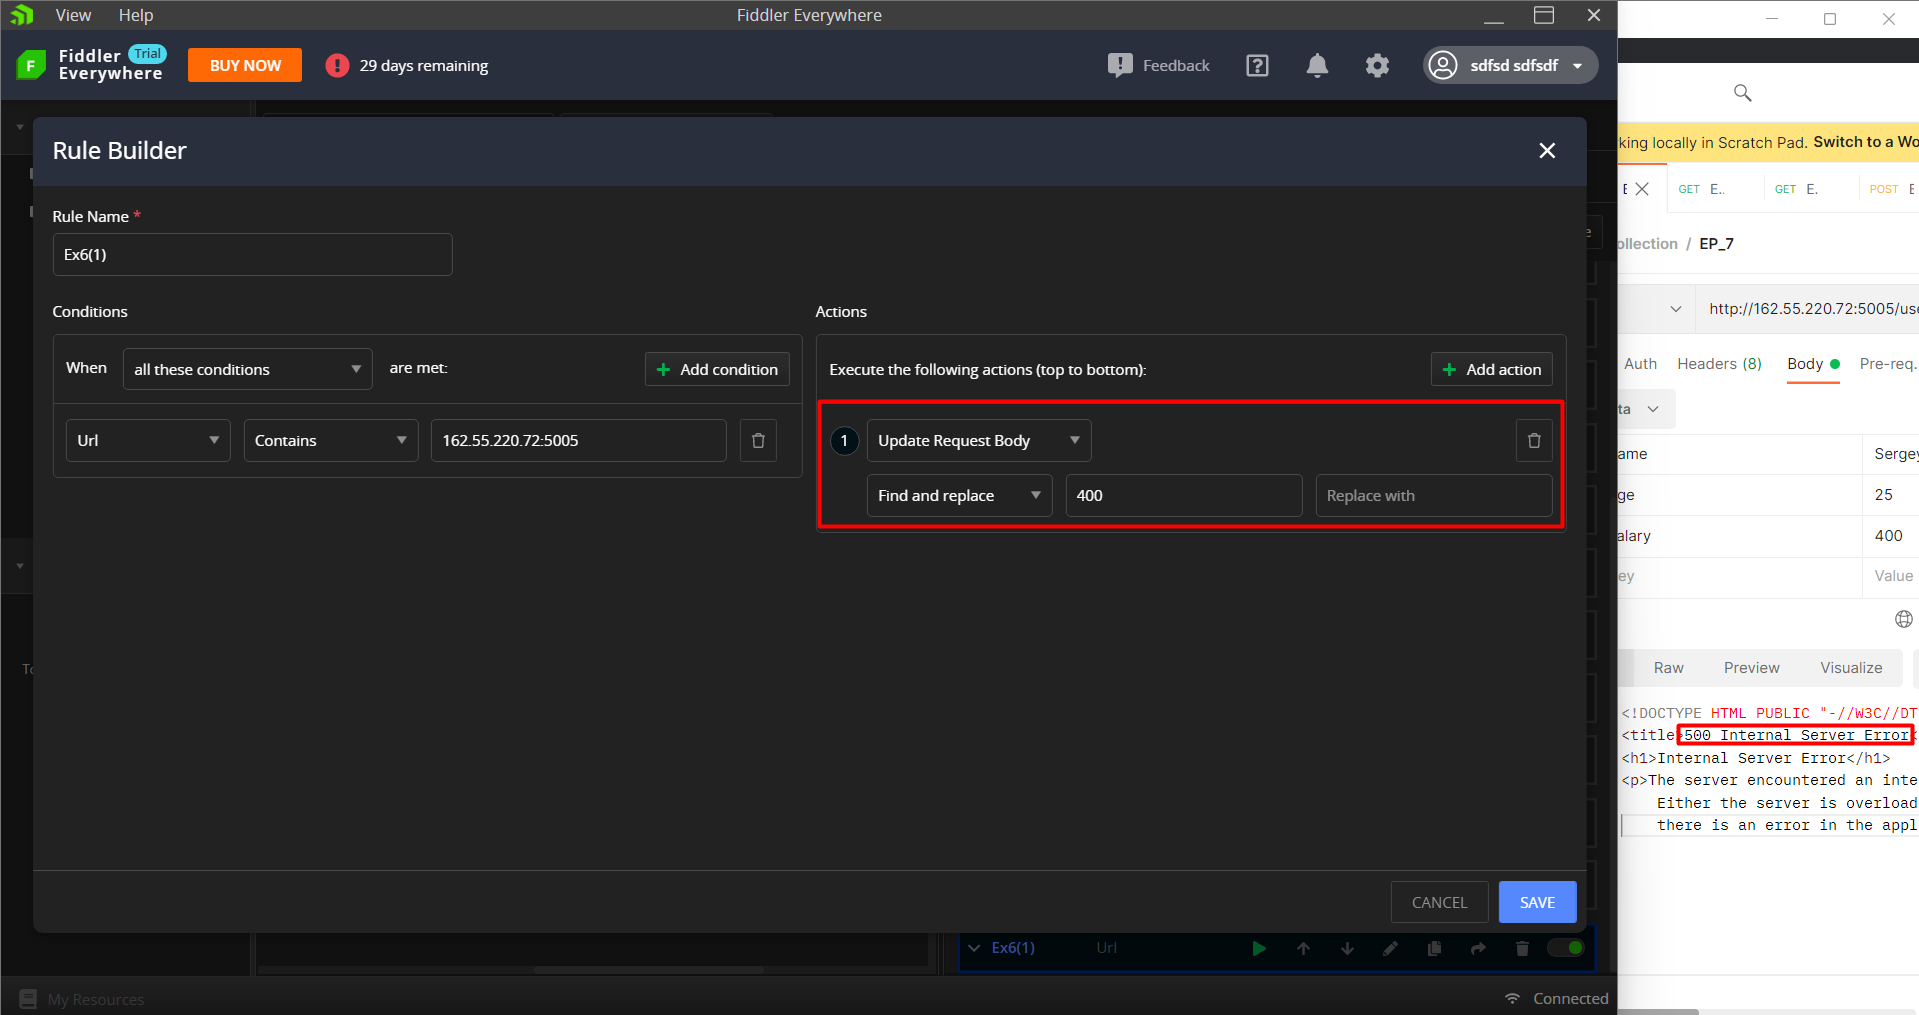 View Help Fiddler Everywhere
Fiddler Trial
Everywhere
BUY NOW
29 days remaining
Feedback
sdfsd sdfsdf
Rule Builder
Rule Name *
Ex6(1)
Conditions
When all these conditions are met:
+ Add condition
Url Contains 162.55.220.72:5005
Actions
Execute the following actions (top to bottom):
+ Add action
1 Update Request Body
Find and replace 400 Replace with
CANCEL SAVE
Ex6(1) Url
My Resources
Connected
king locally in Scratch Pad. Switch to a Wo
GET E.. GET E. POST E
ollection / EP_7
http://162.55.220.72:5005/use
Auth Headers (8) Body Pre-req.
ta
ame Sergey
ge 25
alary 400
ey Value
Raw Preview Visualize
<!DOCTYPE HTML PUBLIC "-//W3C//DT
<title>500 Internal Server Error<
<h1>Internal Server Error</h1>
<p>The server encountered an inte
Either the server is overload
there is an error in the appl